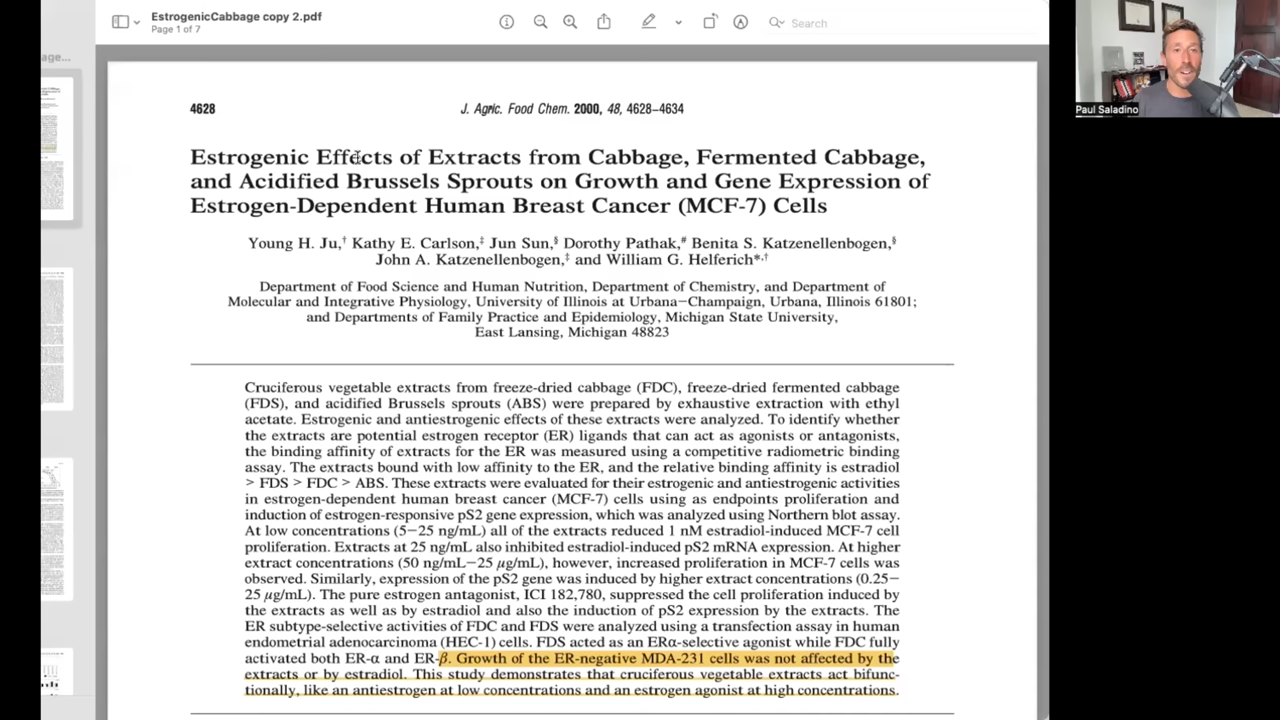 EstrogenicCabbage copy 2.pdf
Page 1 of 7
Search
age...
Paul Saladino
4628
J. Agric. Food Chem. 2000, 48, 4628−4634
Estrogenic Effects of Extracts from Cabbage, Fermented Cabbage,
and Acidified Brussels Sprouts on Growth and Gene Expression of
Estrogen-Dependent Human Breast Cancer (MCF-7) Cells
Young H. Ju,† Kathy E. Carlson,‡ Jun Sun,§ Dorothy Pathak,# Benita S. Katzenellenbogen,§
John A. Katzenellenbogen,‡ and William G. Helferich*,†
Department of Food Science and Human Nutrition, Department of Chemistry, and Department of
Molecular and Integrative Physiology, University of Illinois at Urbana−Champaign, Urbana, Illinois 61801;
and Departments of Family Practice and Epidemiology, Michigan State University,
East Lansing, Michigan 48823
Cruciferous vegetable extracts from freeze-dried cabbage (FDC), freeze-dried fermented cabbage
(FDS), and acidified Brussels sprouts (ABS) were prepared by exhaustive extraction with ethyl
acetate. Estrogenic and antiestrogenic effects of these extracts were analyzed. To identify whether
the extracts are potential estrogen receptor (ER) ligands that can act as agonists or antagonists,
the binding affinity of extracts for the ER was measured using a competitive radiometric binding
assay. The extracts bound with low affinity to the ER, and the relative binding affinity is estradiol
> FDS > FDC > ABS. These extracts were evaluated for their estrogenic and antiestrogenic activities
in estrogen-dependent human breast cancer (MCF-7) cells using as endpoints proliferation and
induction of estrogen-responsive pS2 gene expression, which was analyzed using Northern blot assay.
At low concentrations (5−25 ng/mL) all of the extracts reduced 1 nM estradiol-induced MCF-7 cell
proliferation. Extracts at 25 ng/mL also inhibited estradiol-induced pS2 mRNA expression. At higher
extract concentrations (50 ng/mL−25 μg/mL), however, increased proliferation in MCF-7 cells was
observed. Similarly, expression of the pS2 gene was induced by higher extract concentrations (0.25−
25 μg/mL). The pure estrogen antagonist, ICI 182,780, suppressed the cell proliferation induced by
the extracts as well as by estradiol and also the induction of pS2 expression by the extracts. The
ER subtype-selective activities of FDC and FDS were analyzed using a transfection assay in human
endometrial adenocarcinoma (HEC-1) cells. FDS acted as an ERα-selective agonist while FDC fully
activated both ER-α and ER-β. Growth of the ER-negative MDA-231 cells was not affected by the
extracts or by estradiol. This study demonstrates that cruciferous vegetable extracts act bifunc-
tionally, like an antiestrogen at low concentrations and an estrogen agonist at high concentrations.